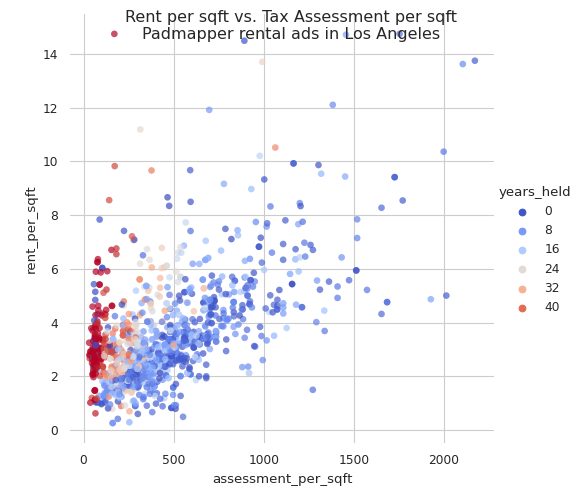 Rent per sqft vs. Tax Assessment per sqft
Padmapper rental ads in Los Angeles
14
12
10
8
6
4
2
0
rent_per_sqft
0 500 1000 1500 2000
assessment_per_sqft
years_held
0
8
16
24
32
40